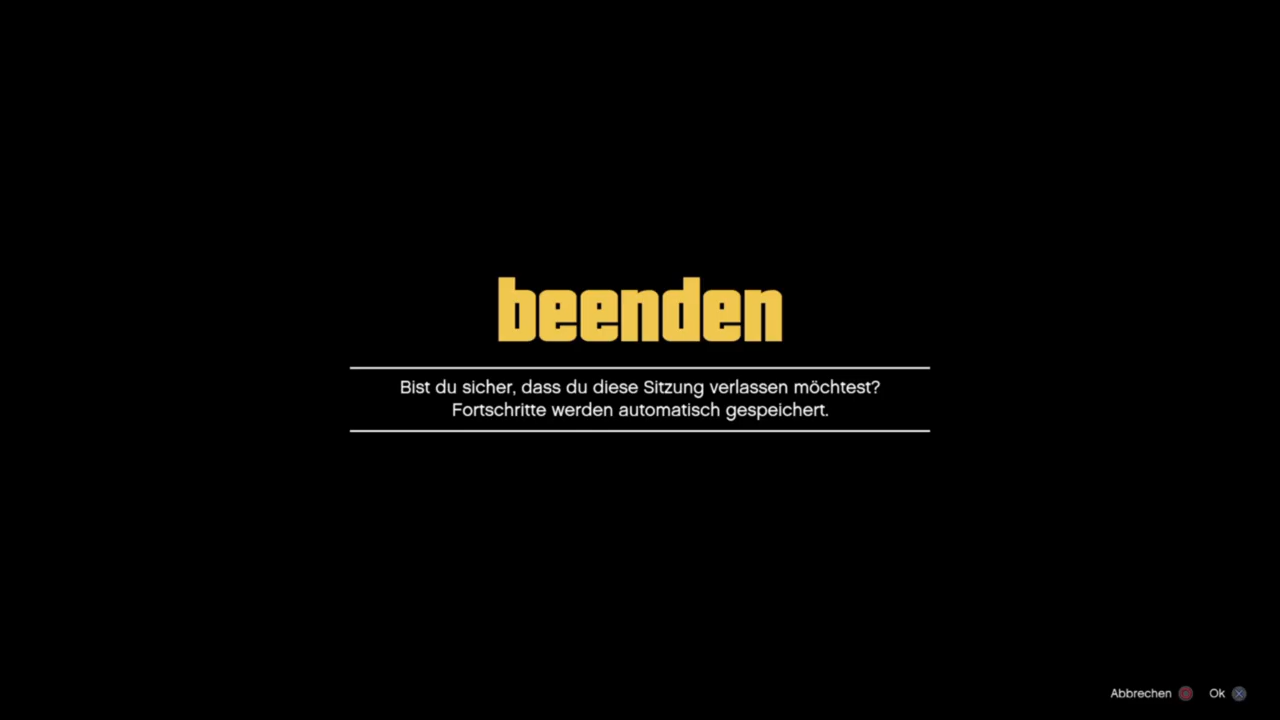 beenden
Bist du sicher, dass du diese Sitzung verlassen möchtest?
Fortschritte werden automatisch gespeichert.
Abbrechen Ok